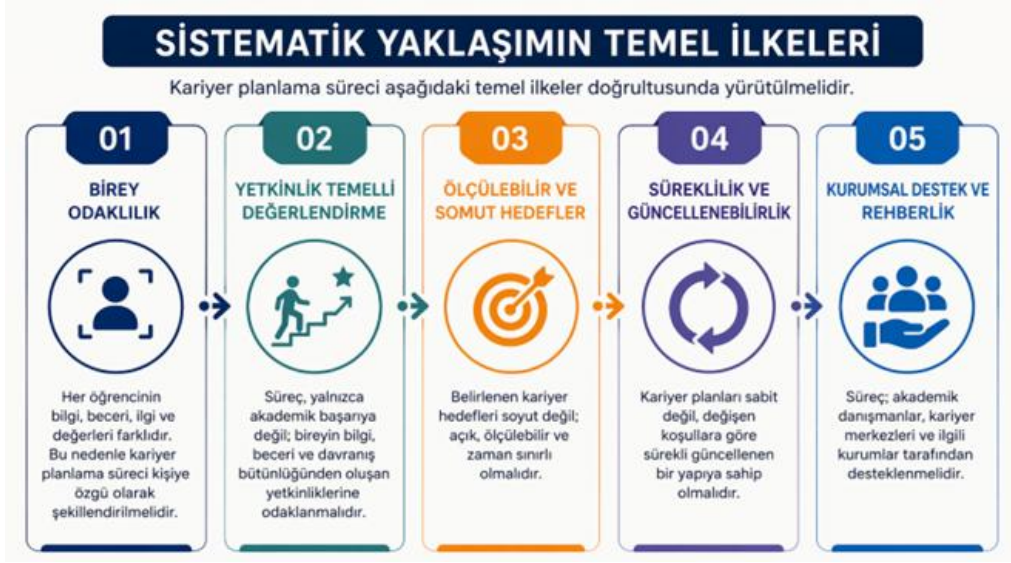 SİSTEMATİK YAKLAŞIMIN TEMEL İLKELERİ
Kariyer planlama süreci aşağıdaki temel ilkeler doğrultusunda yürütülmelidir.
01
BİREY
ODAKLILIK
Her öğrencinin
bilgi, beceri, ilgi ve
değerleri farklıdır.
Bu nedenle kariyer
planlama süreci kişiye
özgü olarak
şekillendirilmelidir.
02
YETKİNLİK TEMELLİ
DEĞERLENDİRME
Süreç, yalnızca
akademik başarıya
değil; bireyin bilgi,
beceri ve davranış
bütünlüğünden oluşan
yetkinliklerine
odaklanmalıdır.
03
ÖLÇÜLEBİLİR VE
SOMUT HEDEFLER
Belirlenen kariyer
hedefleri soyut değil;
açık, ölçülebilir ve
zaman sınırlı
olmalıdır.
04
SÜREKLİLİK VE
GÜNCELLENEBİLİRLİK
Kariyer planları sabit
değil, değişen
koşullara göre
sürekli güncellenen
bir yapıya sahip
olmalıdır.
05
KURUMSAL DESTEK VE
REHBERLİK
Süreç; akademik
danışmanlar, kariyer
merkezleri ve ilgili
kurumlar tarafından
desteklenmelidir.